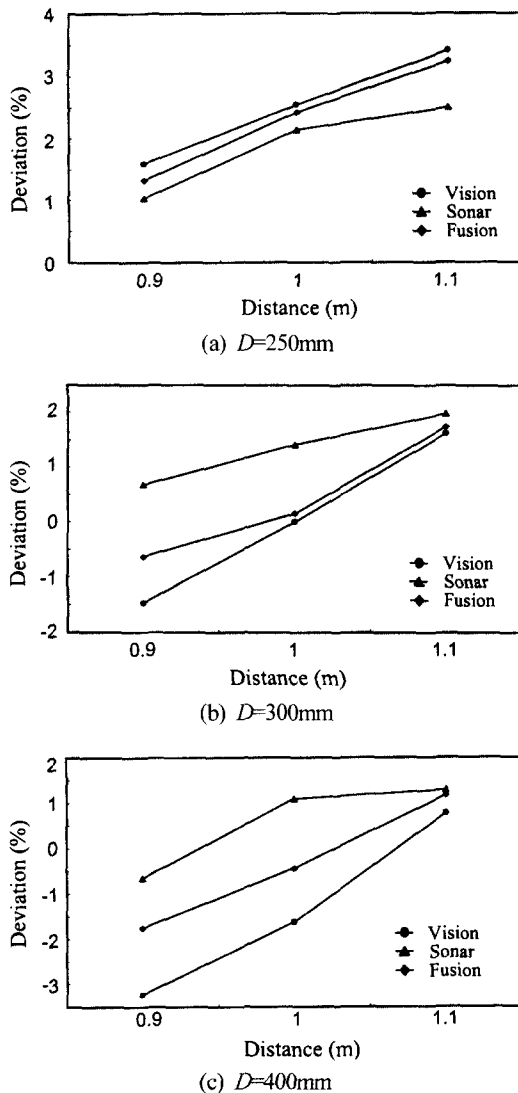 4
3
2
1
0
Deviation (%)
Vision
Sonar
Fusion
0.9 1 1.1
Distance (m)
(a) D=250mm
2
1
0
-1
-2
Deviation (%)
Vision
Sonar
Fusion
0.9 1 1.1
Distance (m)
(b) D=300mm
2
1
0
-1
-2
-3
Deviation (%)
Vision
Sonar
Fusion
0.9 1 1.1
Distance (m)
(c) D=400mm